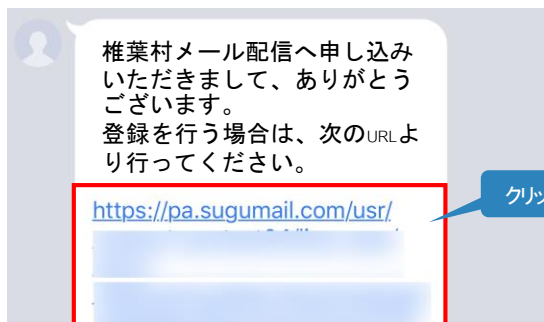 椎葉村メール配信へ申し込み
いただきまして、ありがとう
ございます。
登録を行う場合は、次のURLよ
り行ってください。
https://pa.sugumail.com/usr/
クリッ